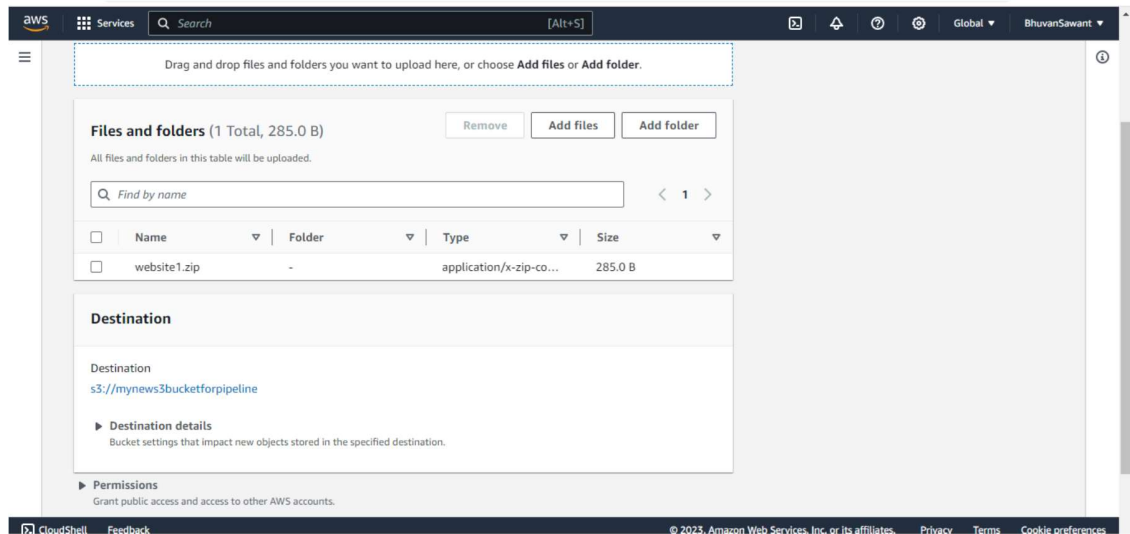 aws Services Search [Alt+S] Global BhuvanSawant
Drag and drop files and folders you want to upload here, or choose Add files or Add folder.
Files and folders (1 Total, 285.0 B) Remove Add files Add folder
All files and folders in this table will be uploaded.
Find by name 1
Name Folder Type Size
website1.zip - application/x-zip-co... 285.0 B
Destination
Destination
s3://mynews3bucketforpipeline
Destination details
Bucket settings that impact new objects stored in the specified destination.
Permissions
Grant public access and access to other AWS accounts.
CloudShell Feedback © 2023, Amazon Web Services, Inc. or its affiliates. Privacy Terms Cookie preferences